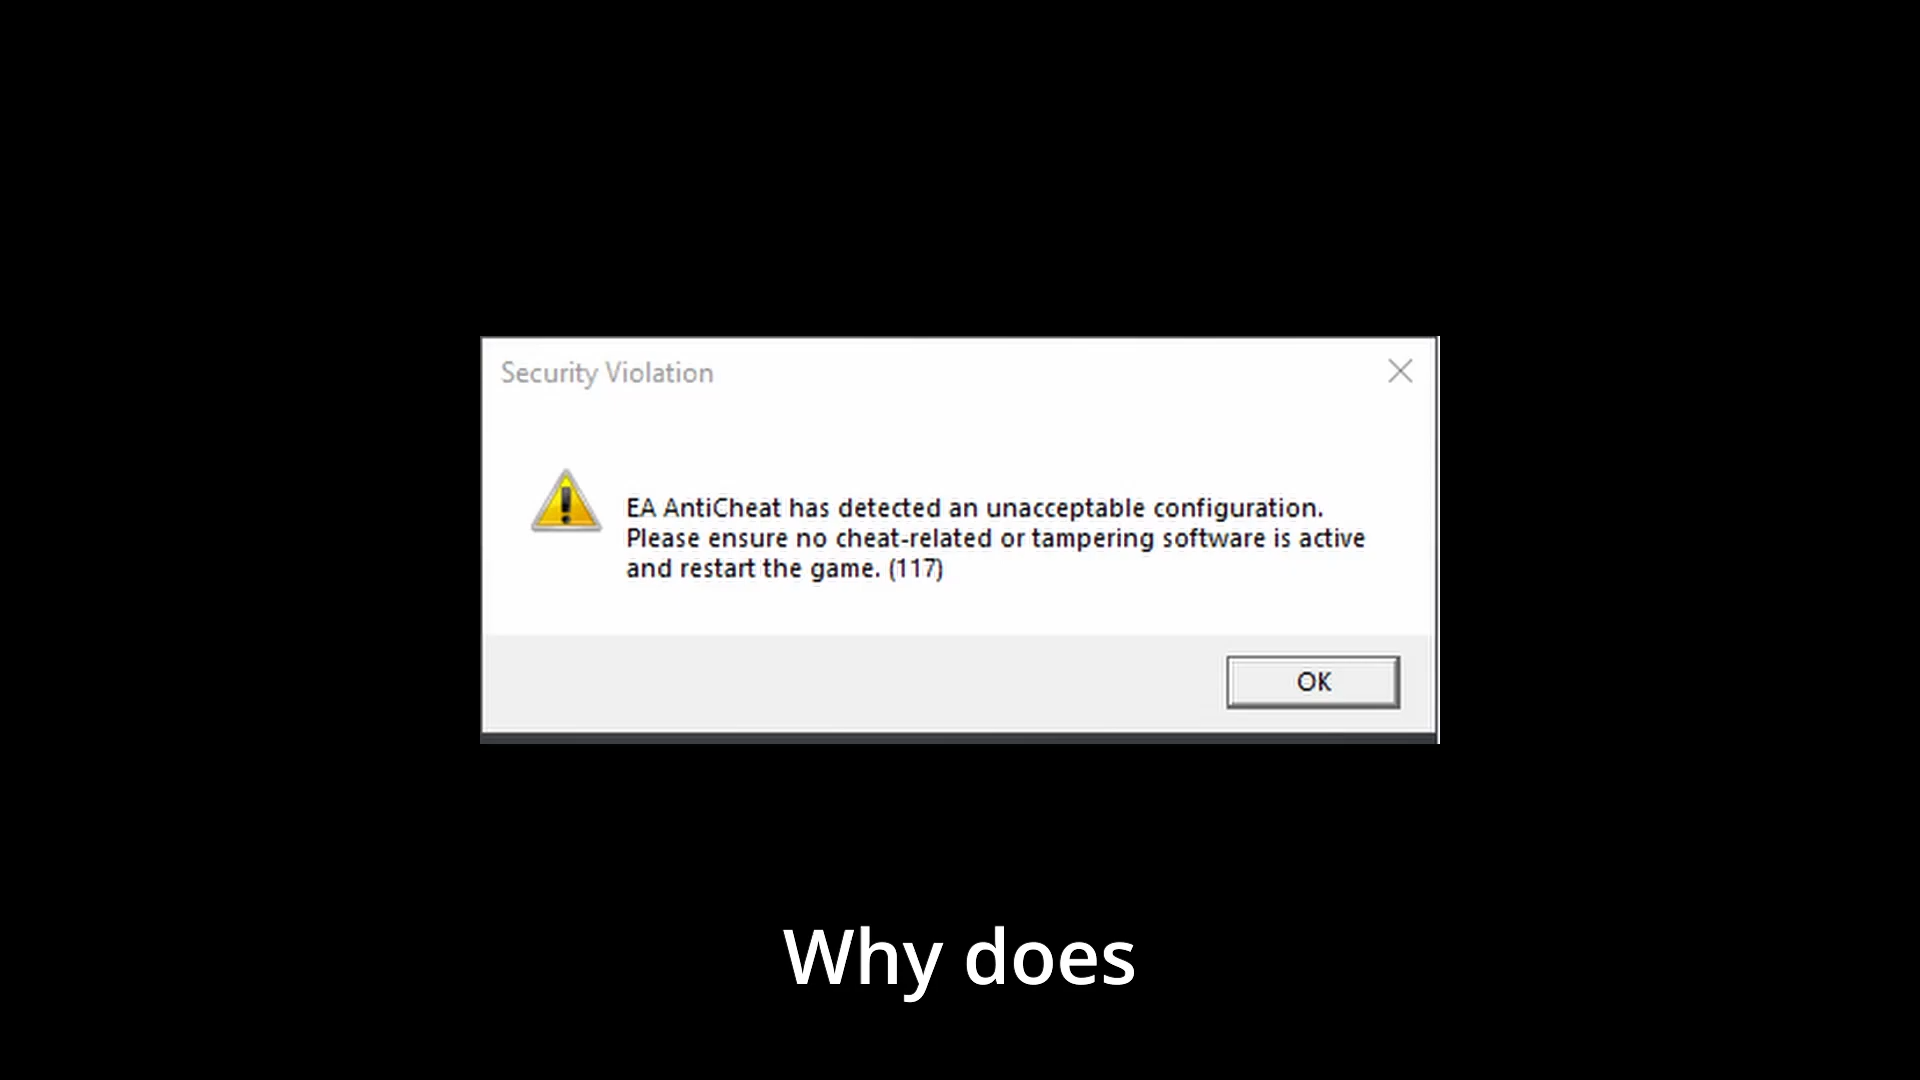 Security Violation
EA AntiCheat has detected an unacceptable configuration.
Please ensure no cheat-related or tampering software is active
and restart the game. (117)
OK
Why does